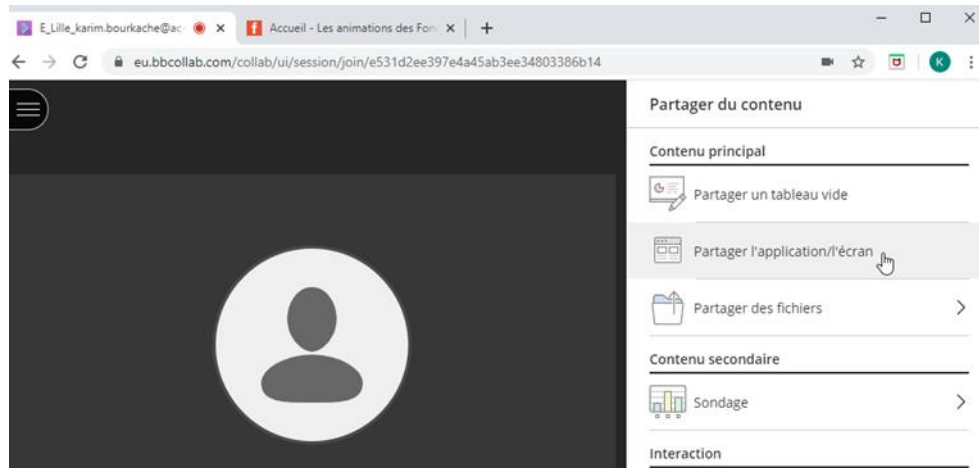 E_Lille_karim.bourkache@ac
Accueil - Les animations des Fon
eu.bbcollab.com/collab/ui/session/join/e531d2ee397e4a45ab3ee34803386b14
K
Partager du contenu
Contenu principal
Partager un tableau vide
Partager l'application/l'écran
Partager des fichiers
Contenu secondaire
Sondage
Interaction